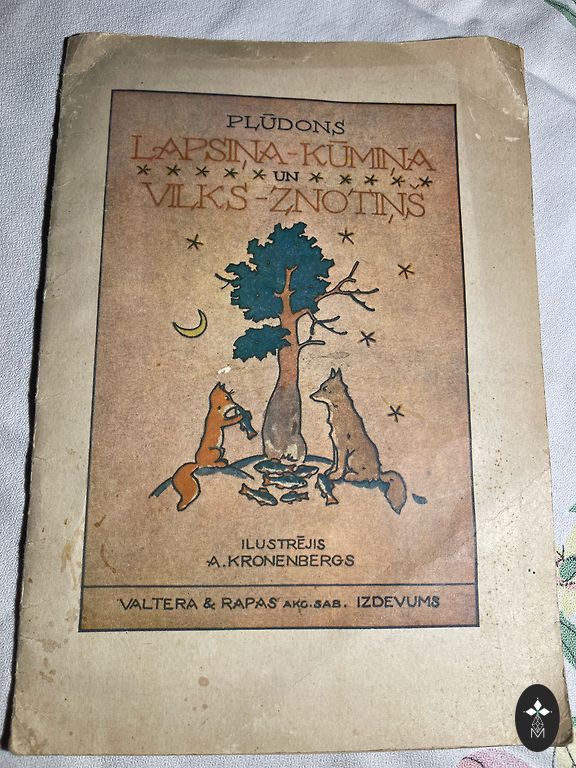 PLŪDONS
LAPSIŅA-KŪMIŅA
UN
VILKS-ZNOTIŅŠ
ILUSTRĒJIS
A.KRONENBERGS
VALTERA & RAPAS AKC.SAB. IZDEVUMS
M